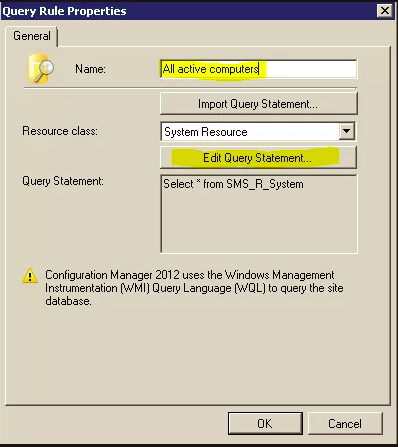 Query Rule Properties
General
Name: All active computers
Import Query Statement...
Resource class: System Resource
Edit Query Statement...
Query Statement: Select * from SMS_R_System
Configuration Manager 2012 uses the Windows Management
Instrumentation (WMI) Query Language (WQL) to query the site
database.
OK Cancel